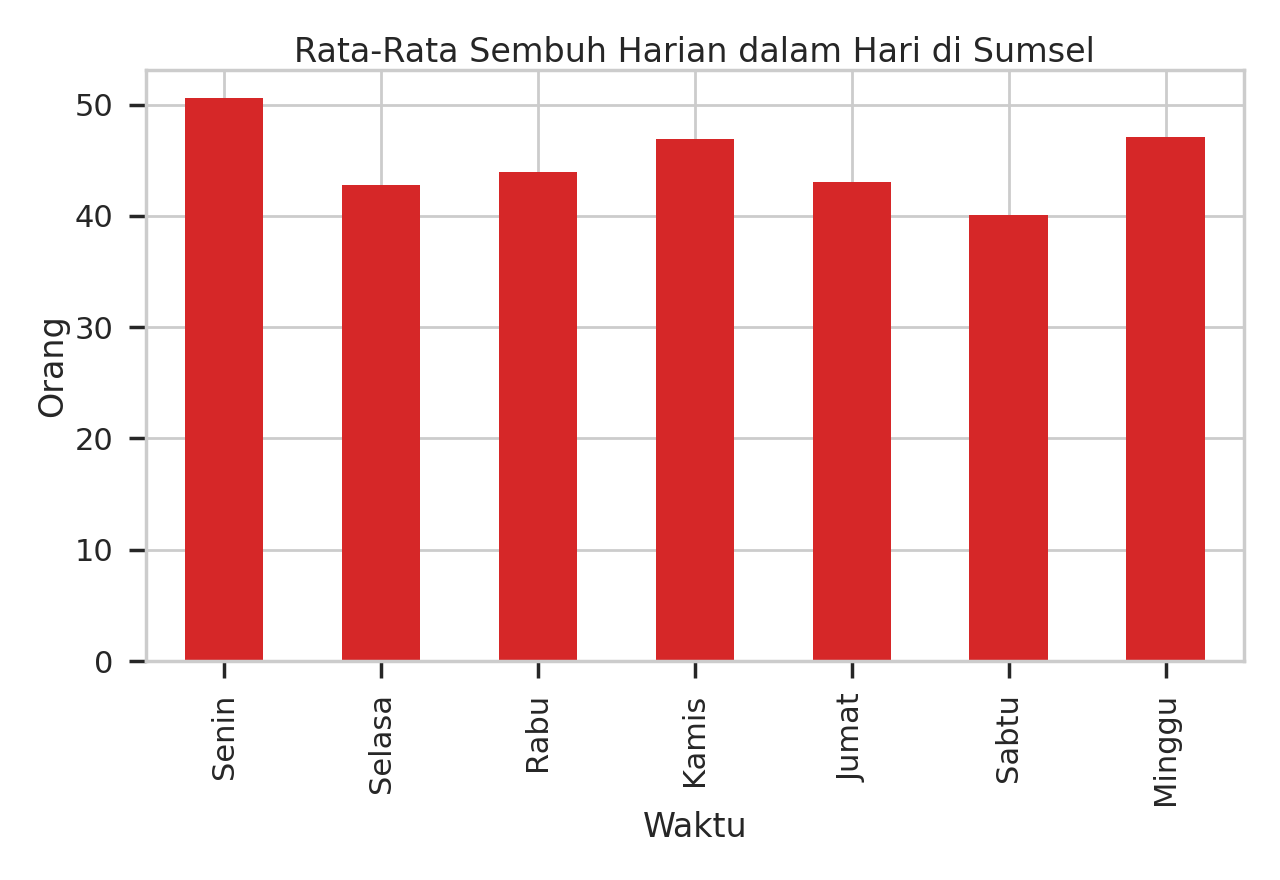 Rata-Rata Sembuh Harian dalam Hari di Sumsel
50
40
30
20
10
0
Orang
Senin
Selasa
Rabu
Kamis
Jumat
Sabtu
Minggu
Waktu